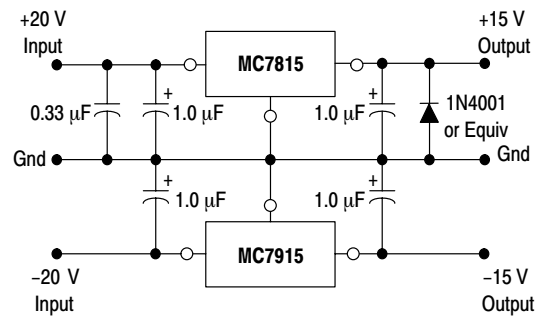 +20 V
Input
+15 V
Output
MC7815
0.33 μF
+
1.0 μF
+
1.0 μF
1N4001
or Equiv
Gnd
Gnd
+
1.0 μF
+
1.0 μF
MC7915
−20 V
Input
−15 V
Output